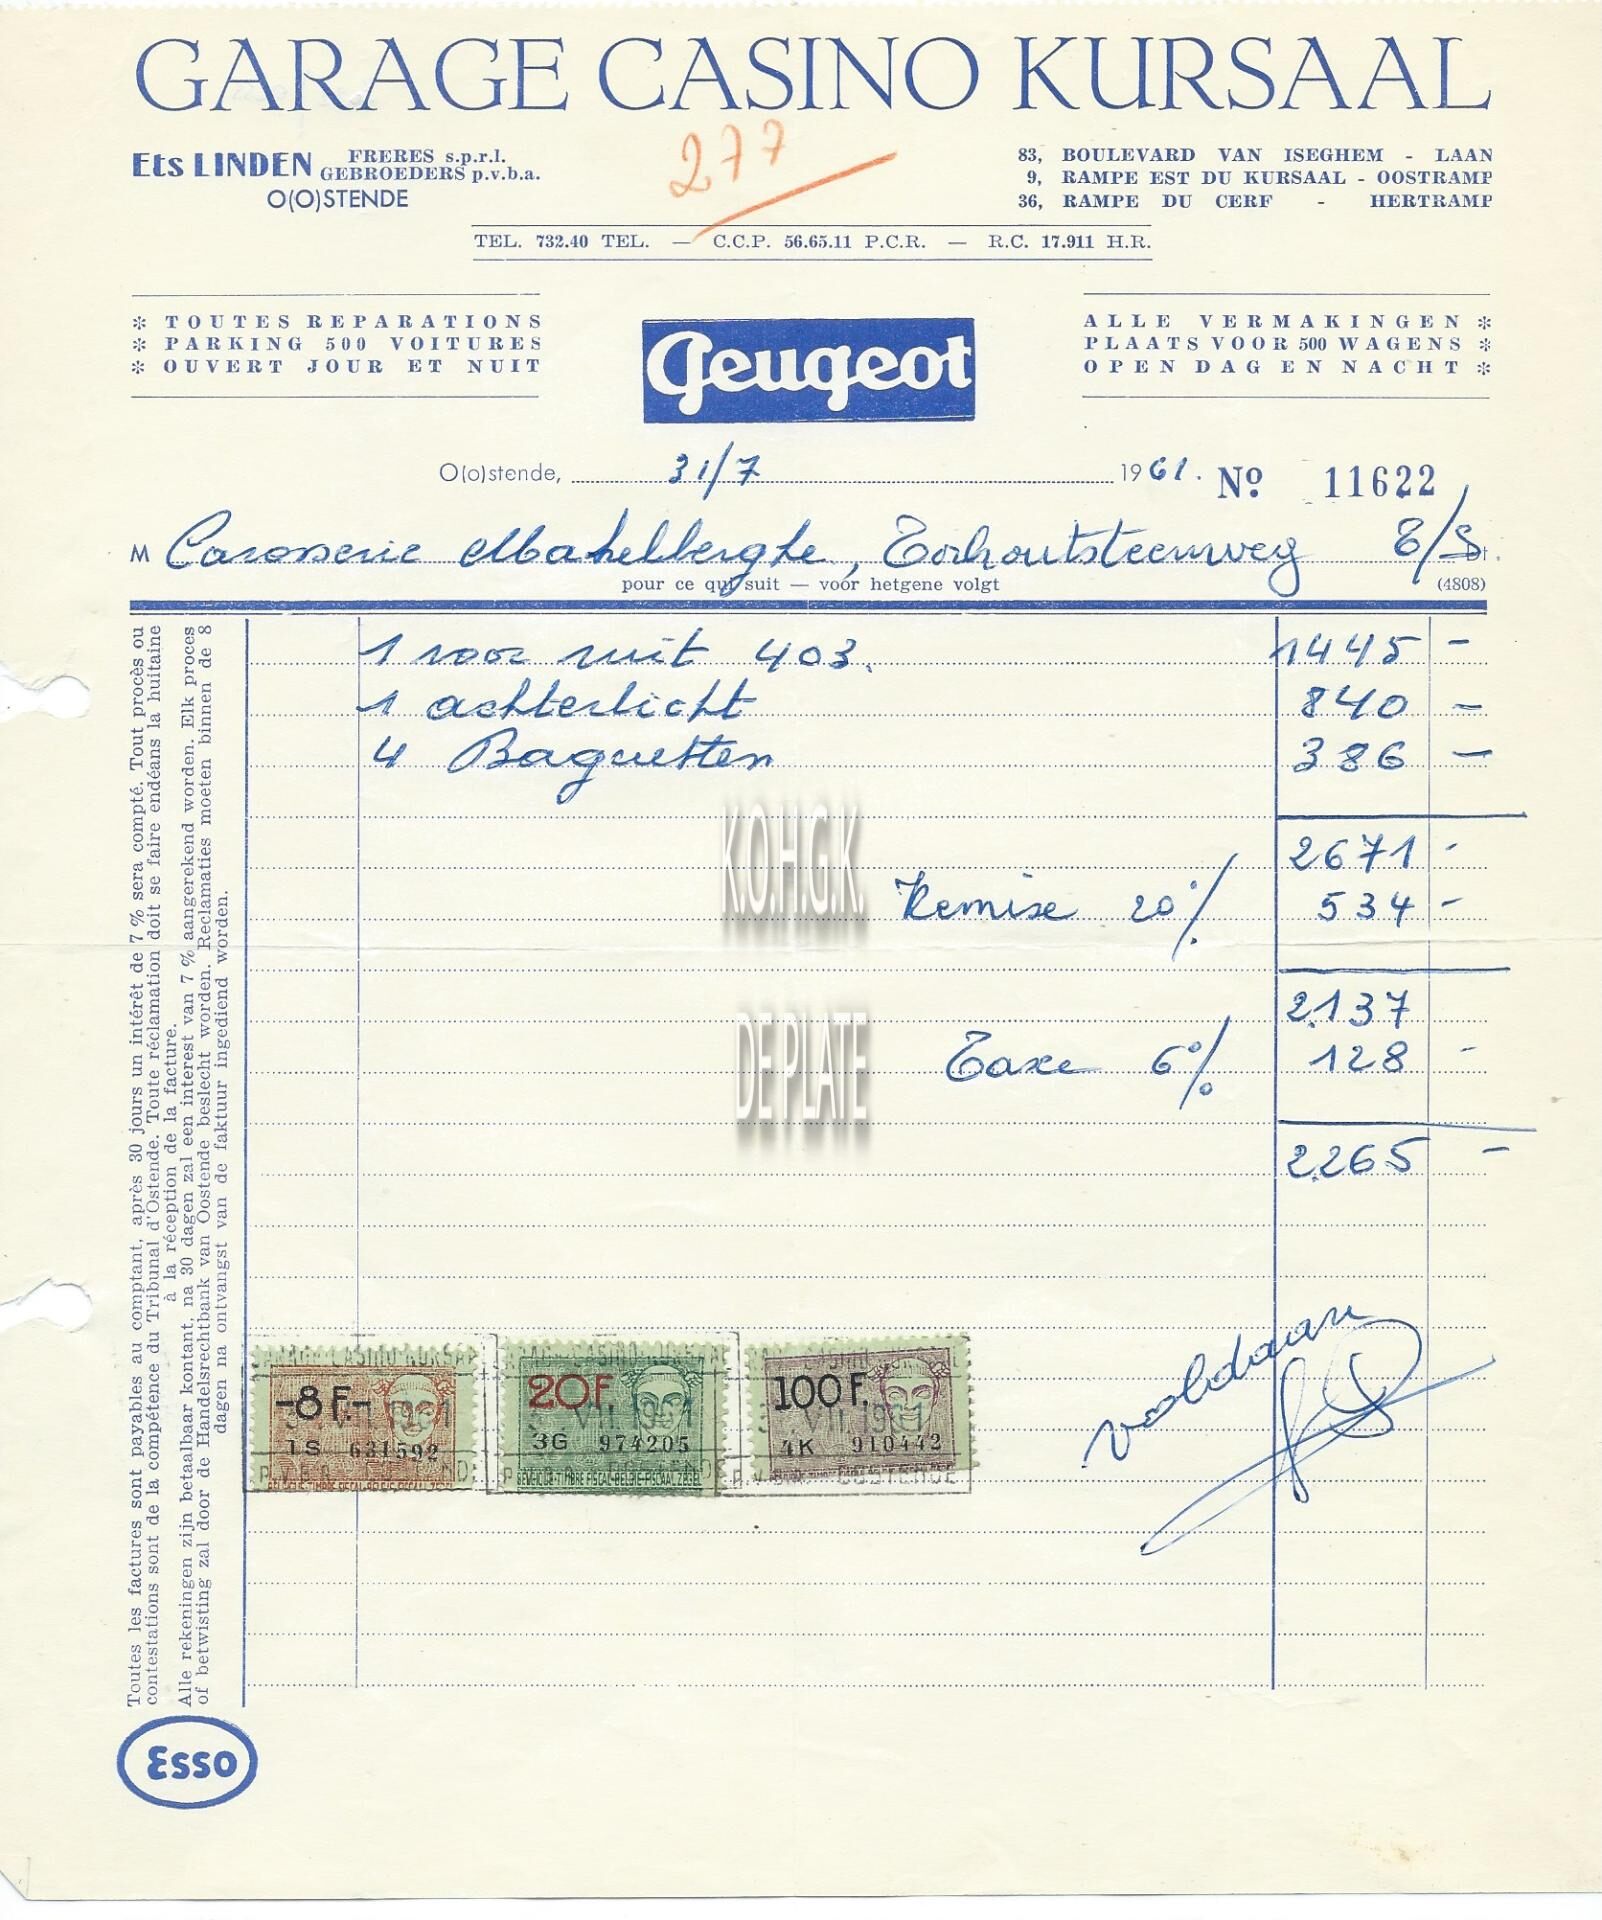 GARAGE CASINO KURSAAL
277
Ets LINDEN FRERES s.p.r.l.
GEBROEDERS p.v.b.a.
O(O)STENDE
83, BOULEVARD VAN ISEGHEM - LAAN
9, RAMPE EST DU KURSAAL - OOSTRAMP
36, RAMPE DU CERF - HERTRAMP
TEL. 732.40 TEL. — C.C.P. 56.65.11 P.C.R. — R.C. 17.911 H.R.
* TOUTES REPARATIONS
* PARKING 500 VOITURES
* OUVERT JOUR ET NUIT
Peugeot
ALLE VERMAKINGEN *
PLAATS VOOR 500 WAGENS *
OPEN DAG EN NACHT *
O(o)stende, 31/7 1961. No 11622
M Carosserie Mahelberghe, Torhoutsteenweg
pour ce qui suit — voor hetgene volgt (4808)
1 voor ruit 403. 1445 -
1 achterlicht 840 -
4 Baguetten 386 -
2671 -
Remise 20% 534 -
2137
Taxe 6% 128 -
2265 -
K.O.H.G.K.
DE PLATE
Toutes les factures sont payables au comptant, après 30 jours un intérêt de 7 % sera compté. Tout procès ou
contestations sont de la compétence du Tribunal d'Ostende. Toute réclamation doit se faire endéans la huitaine
à la réception de la facture.
Alle rekeningen zijn betaalbaar kontant, na 30 dagen zal een interest van 7 % aangerekend worden. Elk proces
of betwisting zal door de Handelsrechtbank van Oostende beslecht worden. Reclamaties moeten binnen de 8
dagen na ontvangst van de faktuur ingediend worden.
-8F.-
1S 631592
20F.
3G 974205
100F.
4K 910442
voldaan
Esso